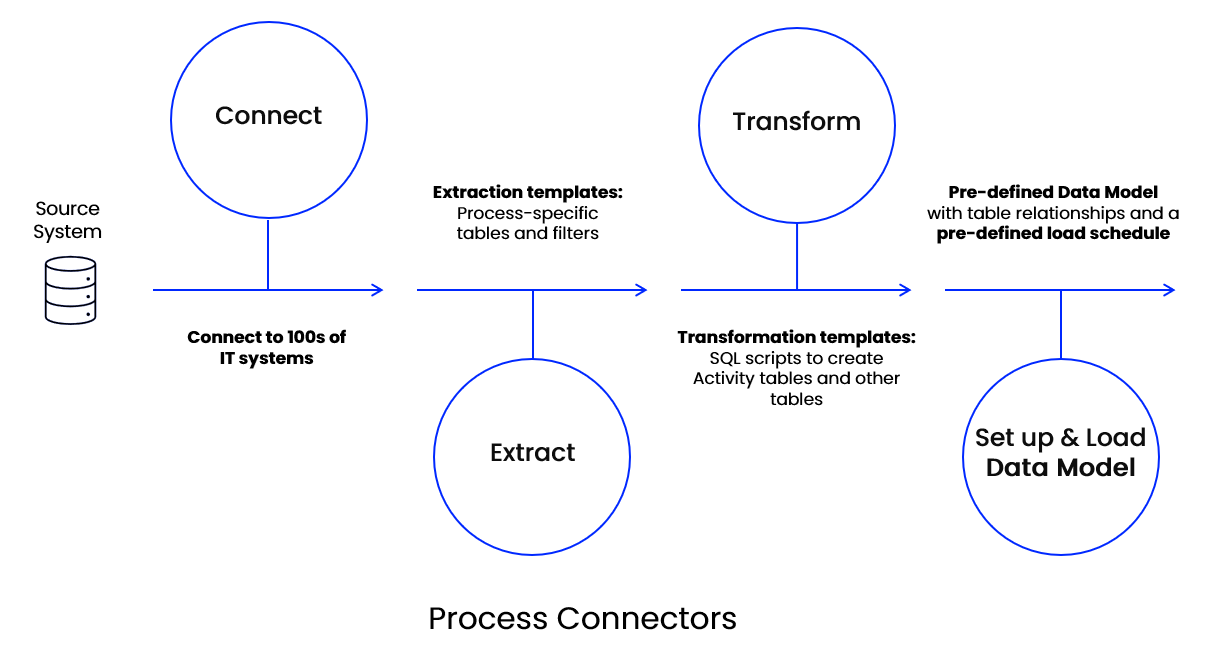 Connect
Transform
Source
System
Extraction templates:
Process-specific
tables and filters
Pre-defined Data Model
with table relationships and a
pre-defined load schedule
Connect to 100s of
IT systems
Transformation templates:
SQL scripts to create
Activity tables and other
tables
Extract
Set up & Load
Data Model
Process Connectors